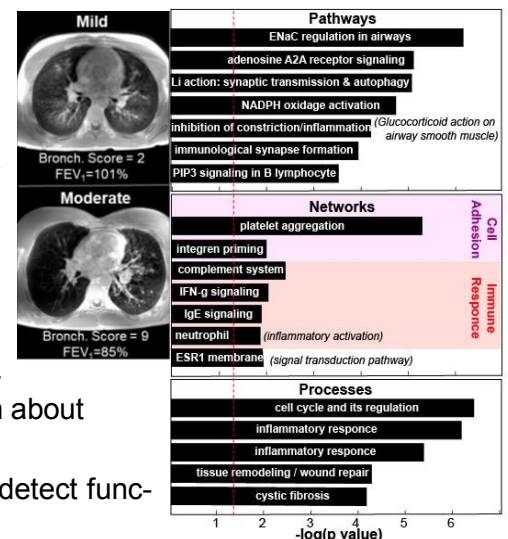 Mild
Bronch. Score = 2
FEV₁=101%
Moderate
Bronch. Score = 9
FEV₁=85%
about
detect func-
Pathways
ENaC regulation in airways
adenosine A2A receptor signaling
Li action: synaptic transmission & autophagy
NADPH oxidase activation
inhibition of constriction/inflammation (Glucocorticoid action on
airway smooth muscle)
immunological synapse formation
PIP3 signaling in B lymphocyte
Networks
platelet aggregation
integren priming
Cell
Adhesion
complement system
IFN-g signaling
IgE signaling
neutrophil (inflammatory activation)
ESR1 membrane (signal transduction pathway)
Immune
Responce
Processes
cell cycle and its regulation
inflammatory responce
inflammatory responce
tissue remodeling / wound repair
cystic fibrosis
1 2 3 4 5 6
-log(p value)